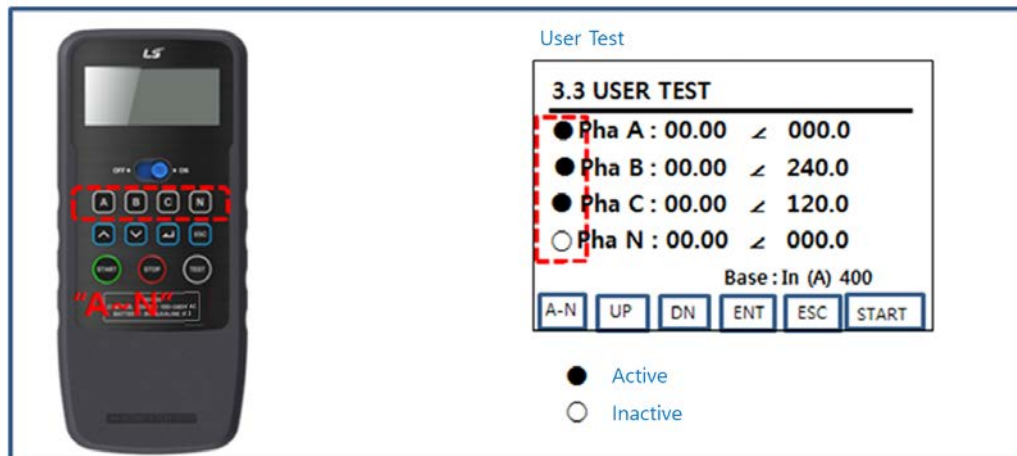 LS
OFF • • ON
A B C N
ESC
START STOP TEST
"A~N"
User Test
3.3 USER TEST
Pha A : 00.00 ∠ 000.0
Pha B : 00.00 ∠ 240.0
Pha C : 00.00 ∠ 120.0
Pha N : 00.00 ∠ 000.0
Base : In (A) 400
A-N UP DN ENT ESC START
Active
Inactive